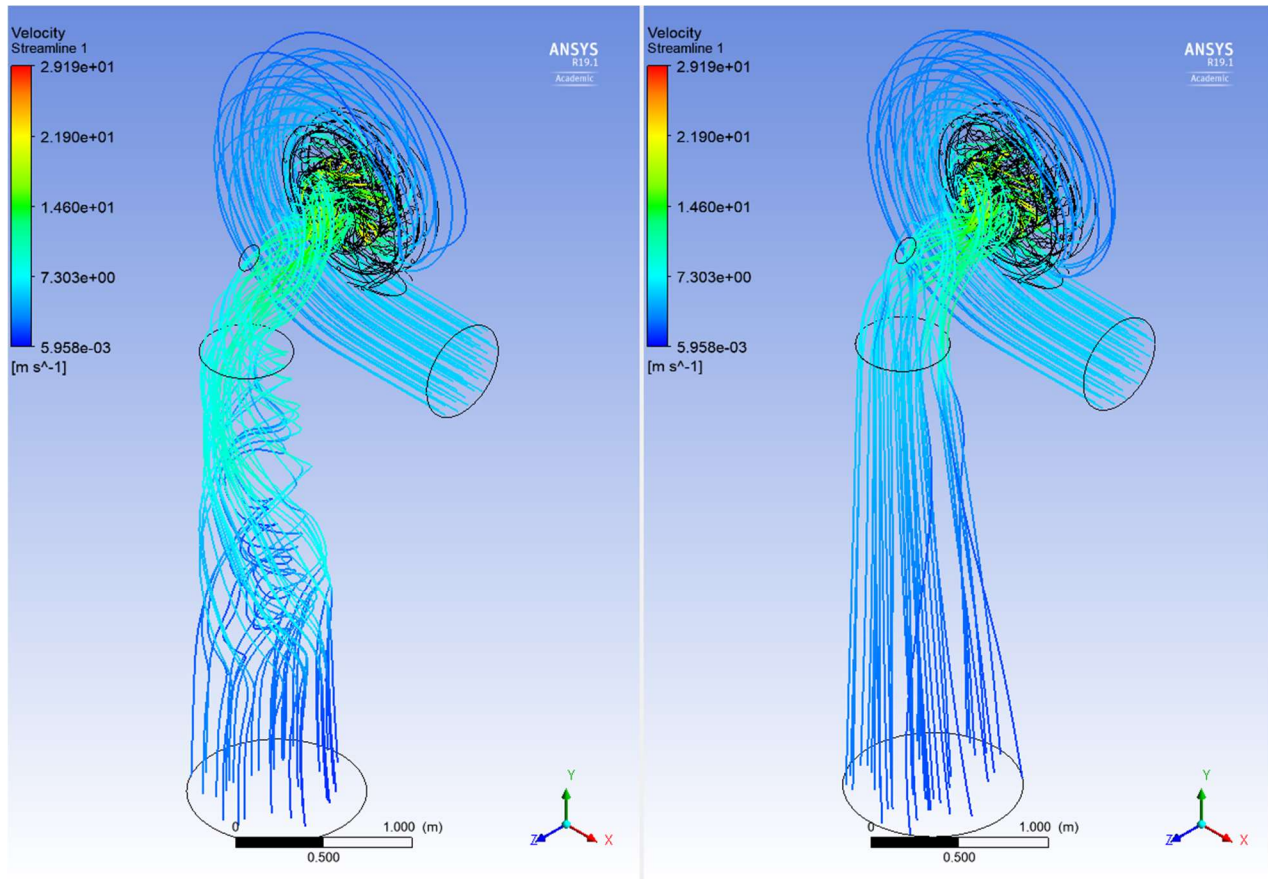 Velocity
Streamline 1
2.919e+01
2.190e+01
1.460e+01
7.303e+00
5.958e-03
[m s^-1]
ANSYS
R19.1
Academic
Y
Z
X
0
1.000 (m)
0.500
Velocity
Streamline 1
2.919e+01
2.190e+01
1.460e+01
7.303e+00
5.958e-03
[m s^-1]
ANSYS
R19.1
Academic
Y
Z
X
0
1.000 (m)
0.500